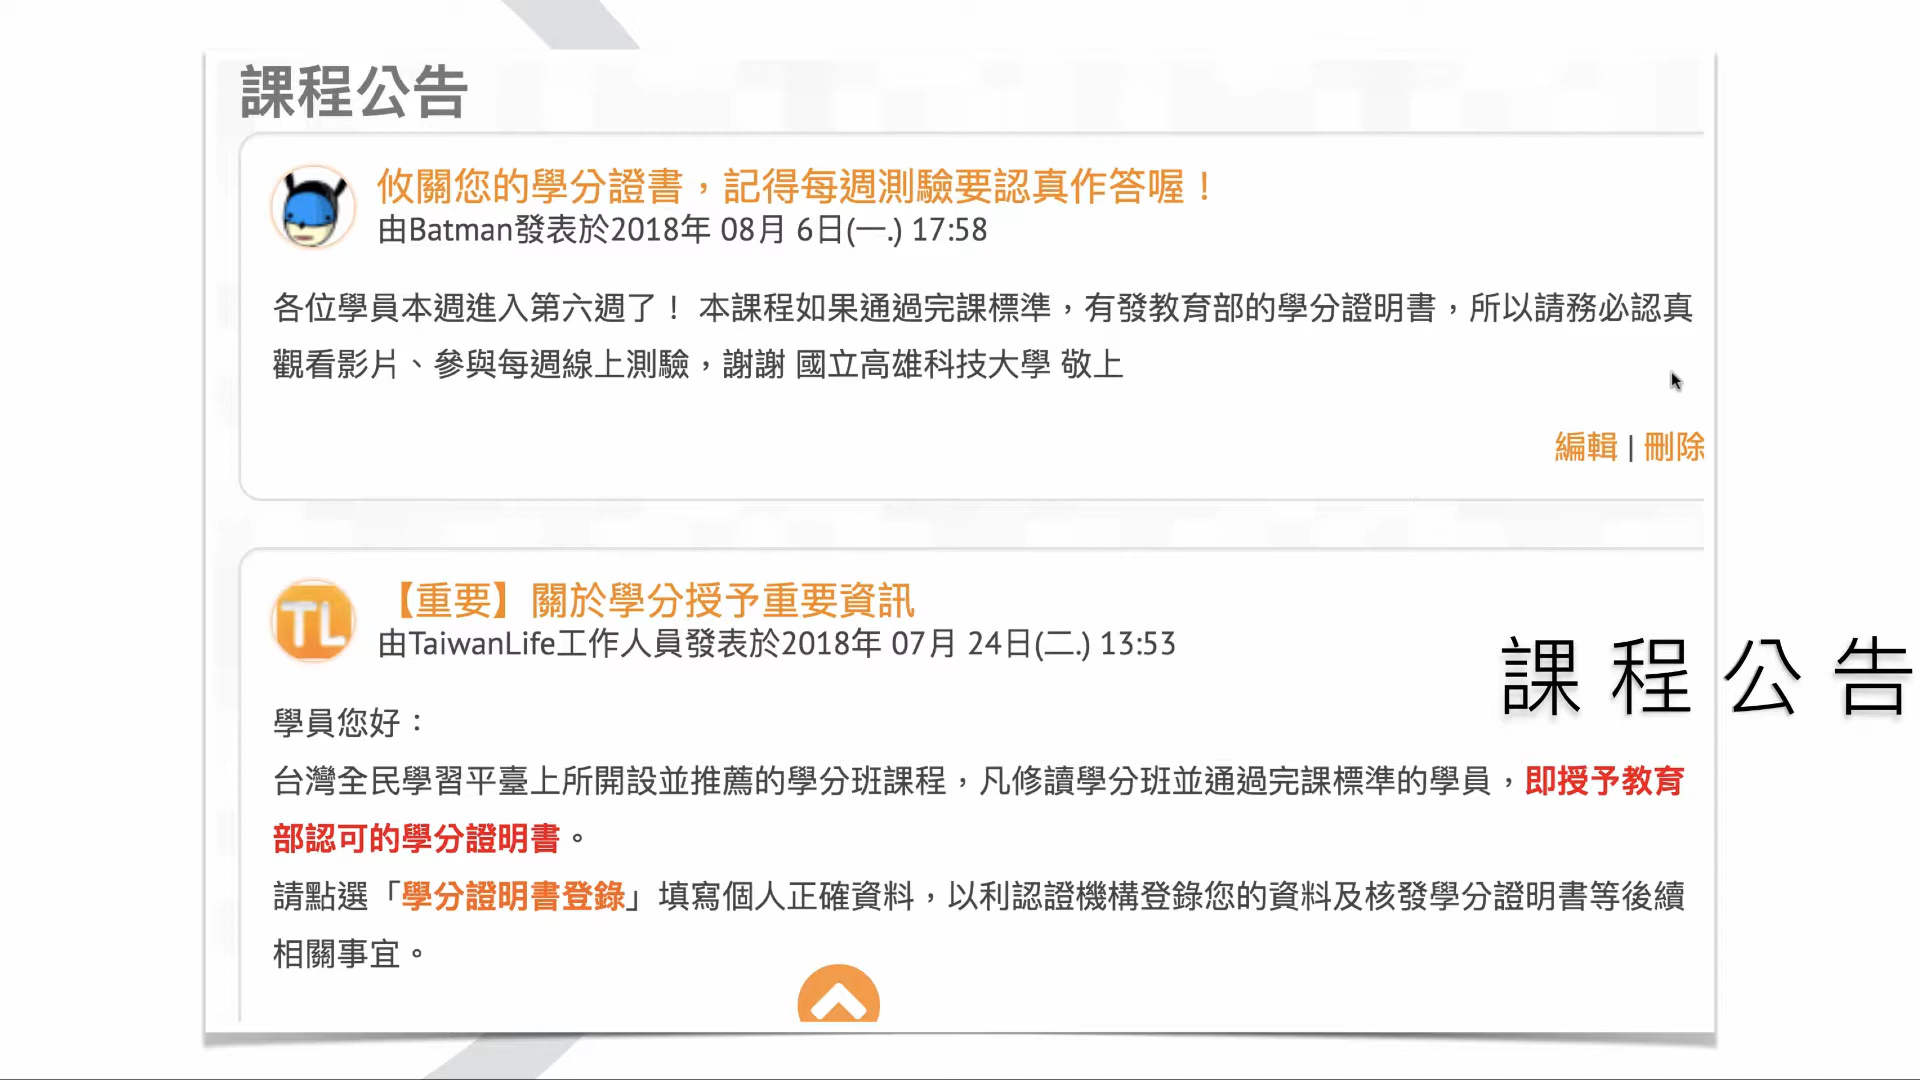 課程公告
攸關您的學分證書，記得每週測驗要認真作答喔！
由Batman發表於2018年 08月 6日(一.) 17:58
各位學員本週進入第六週了！ 本課程如果通過完課標準，有發教育部的學分證明書，所以請務必認真
觀看影片、參與每週線上測驗，謝謝 國立高雄科技大學 敬上
編輯 | 刪除
TL
【重要】關於學分授予重要資訊
由TaiwanLife工作人員發表於2018年 07月 24日(二.) 13:53
課程公告
學員您好：
台灣全民學習平臺上所開設並推薦的學分班課程，凡修讀學分班並通過完課標準的學員，即授予教育
部認可的學分證明書。
請點選「學分證明書登錄」填寫個人正確資料，以利認證機構登錄您的資料及核發學分證明書等後續
相關事宜。